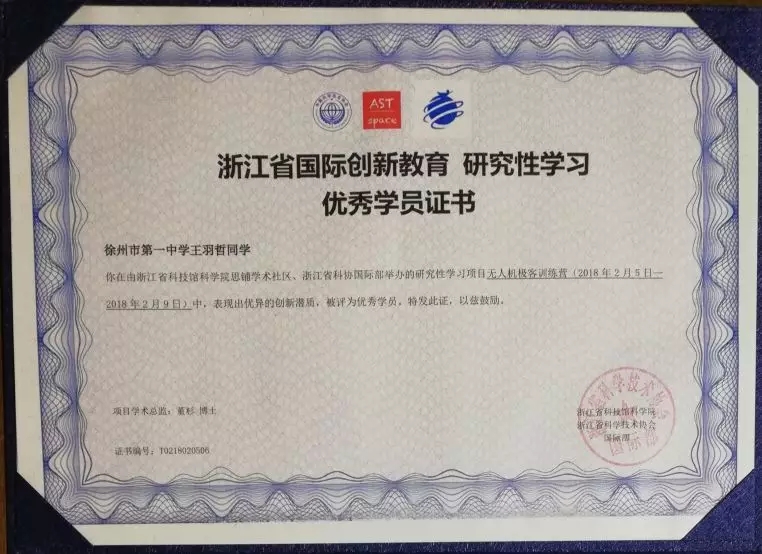 AST
space
浙江省国际创新教育 研究性学习
优秀学员证书
徐州市第一中学王羽哲同学
你在由浙江省科技馆科学院思铺学术社区、浙江省科协国际部举办的研究性学习项目无人机极客训练营（2018年2月5日—
2018年2月9日）中，表现出优异的创新潜质，被评为优秀学员。特发此证，以兹鼓励。
项目学术总监：董杉 博士
浙江省科技馆科学院
浙江省科学技术协会
国际部
证书编号：T0218020506